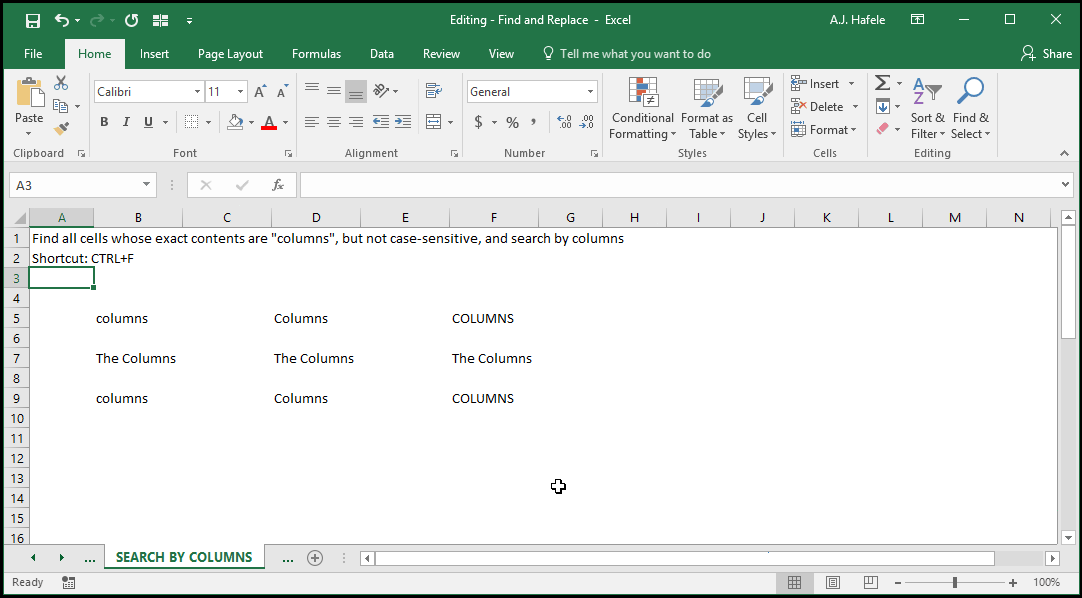 Editing - Find and Replace - Excel
A.J. Hafele
File Home Insert Page Layout Formulas Data Review View Tell me what you want to do Share
Calibri 11 General
Paste
B I U $ % ,
Conditional Formatting
Format as Table
Cell Styles
Insert
Delete
Format
Sort & Filter
Find & Select
Clipboard Font Alignment Number Styles Cells Editing
A3 fx
A B C D E F G H I J K L M N
1 Find all cells whose exact contents are "columns", but not case-sensitive, and search by columns
2 Shortcut: CTRL+F
3
4
5 columns Columns COLUMNS
6
7 The Columns The Columns The Columns
8
9 columns Columns COLUMNS
10
11
12
13
14
15
16
... SEARCH BY COLUMNS ...
Ready 100%